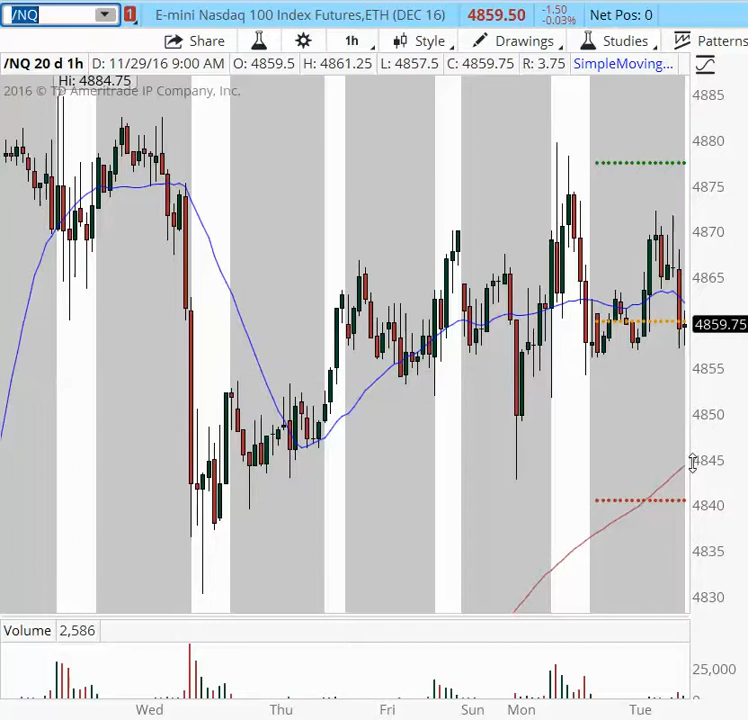 /NQ 1 E-mini Nasdaq 100 Index Futures,ETH (DEC 16) 4859.50 -1.50 -0.03% Net Pos: 0
Share 1h Style Drawings Studies Patterns
/NQ 20 d 1h D: 11/29/16 9:00 AM O: 4859.5 H: 4861.25 L: 4857.5 C: 4859.75 R: 3.75 SimpleMoving...
Hi: 4884.75
2016 © TD Ameritrade IP Company, Inc.
4885
4880
4875
4870
4865
4859.75
4855
4850
4845
4840
4835
4830
Volume 2,586
25,000
Wed Thu Fri Sun Mon Tue